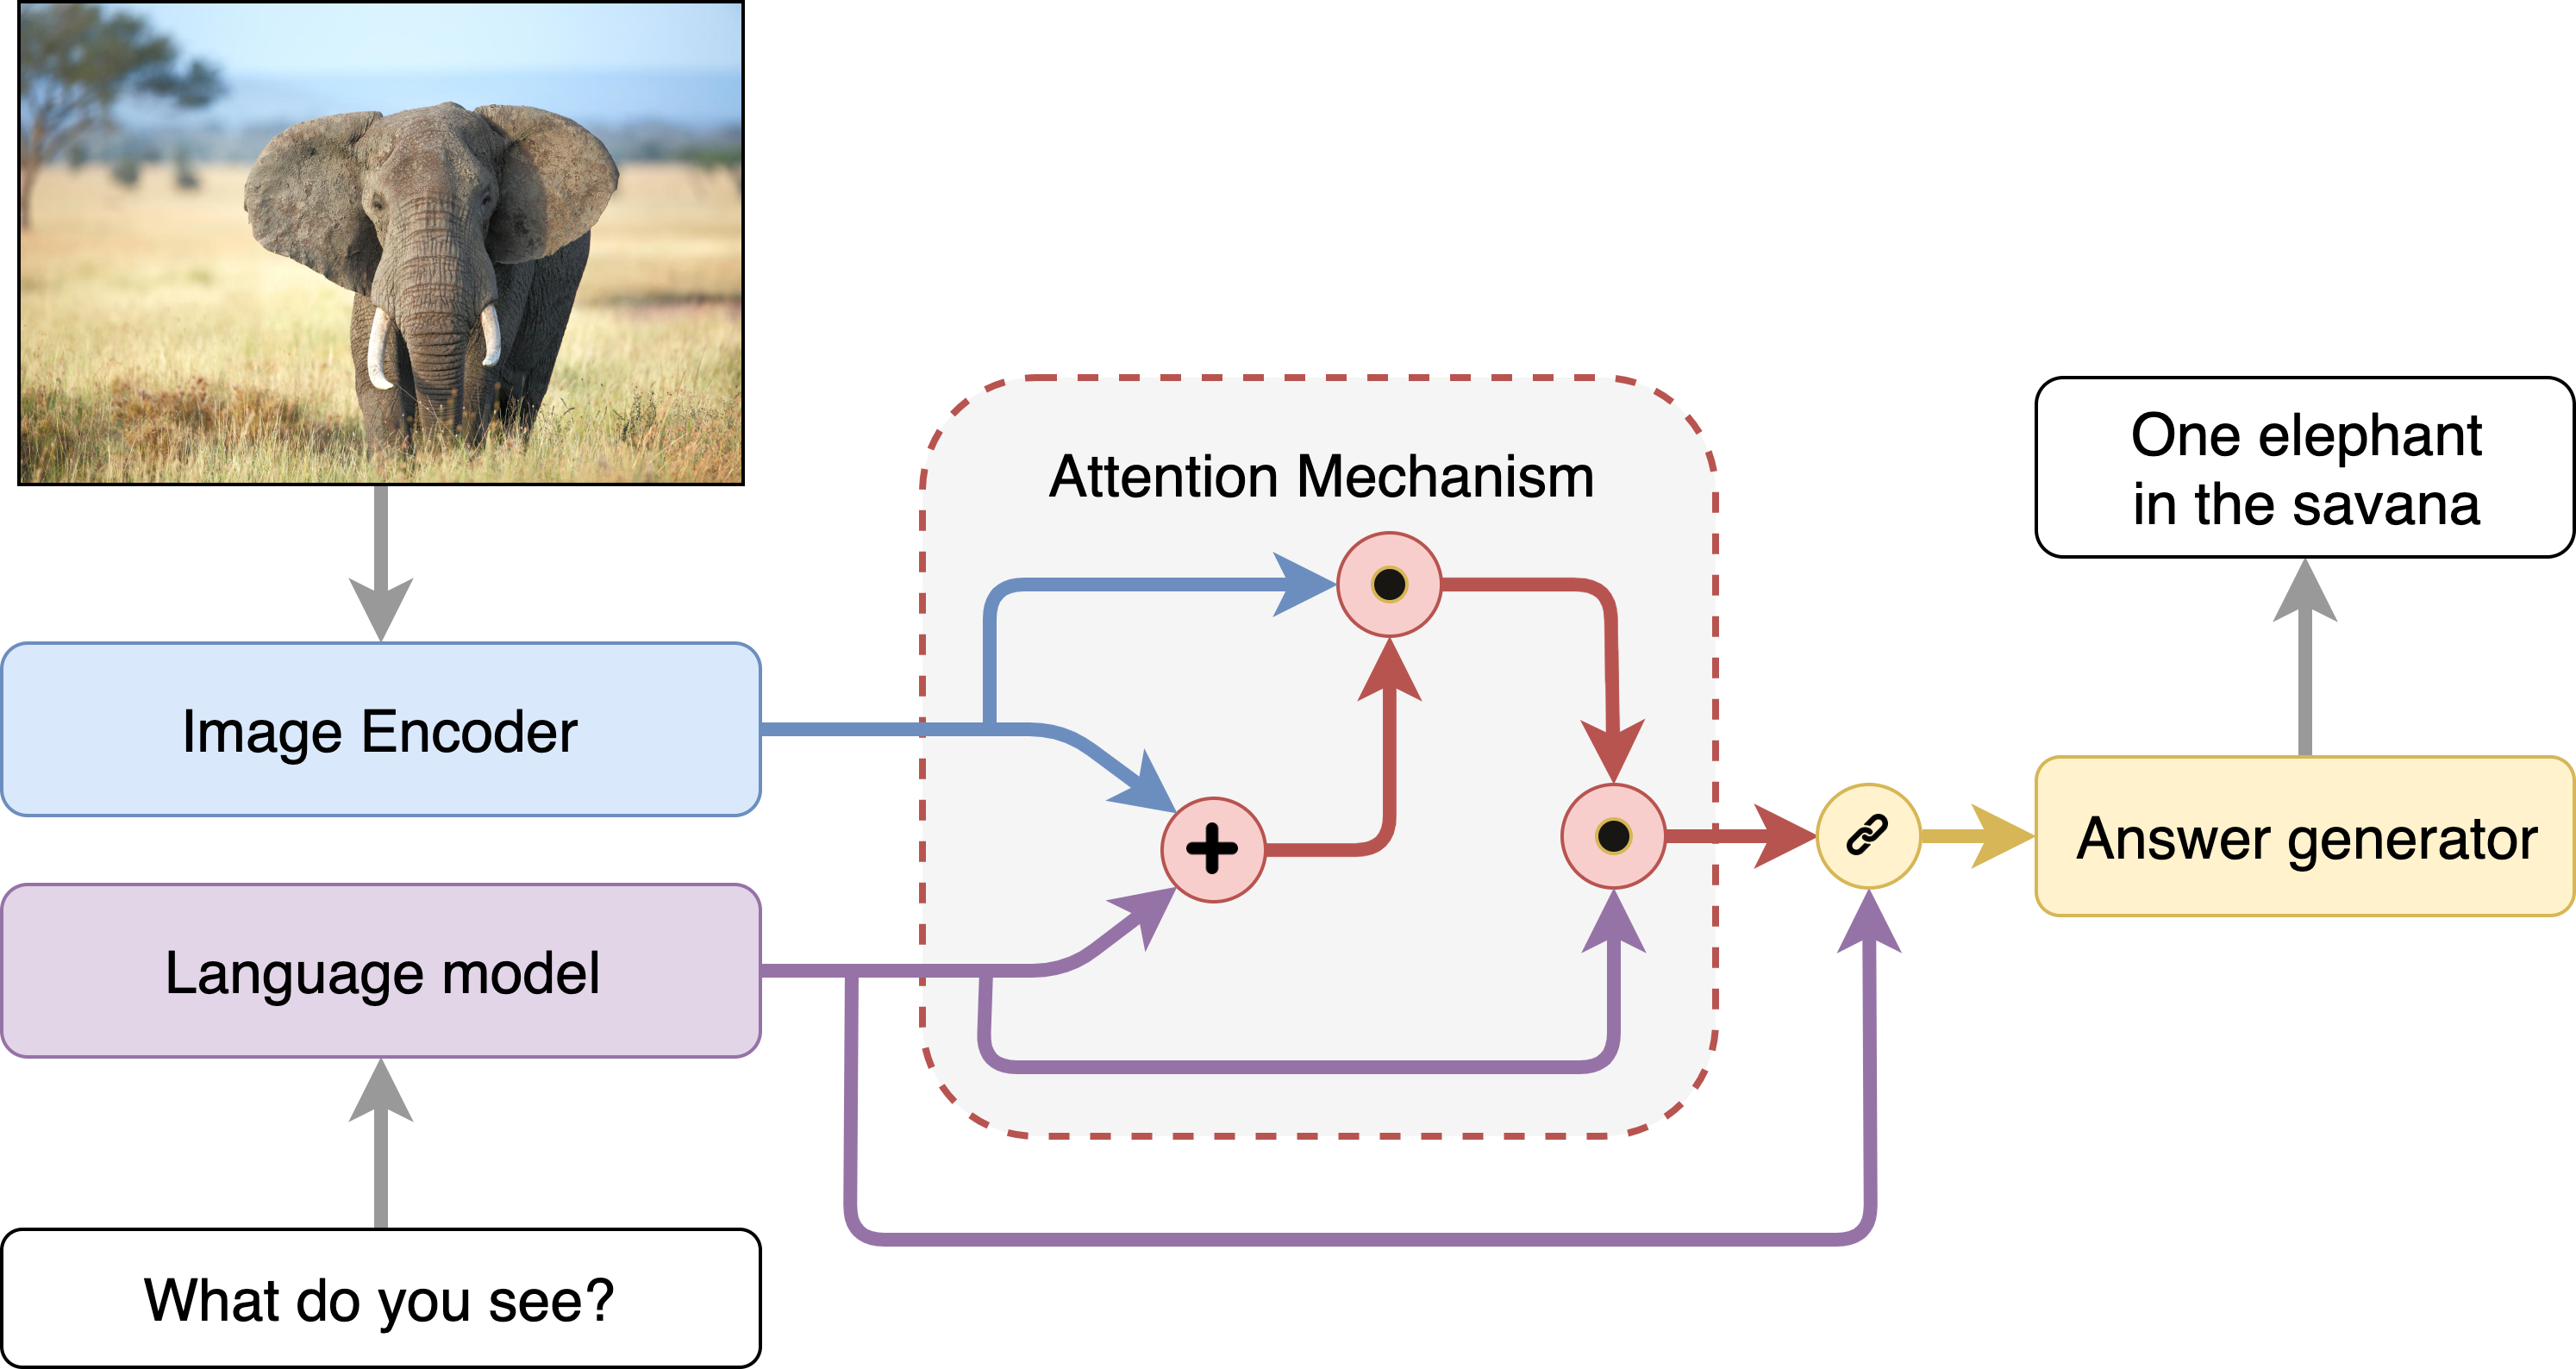 Attention Mechanism
One elephant
in the savana
Image Encoder
Answer generator
Language model
What do you see?